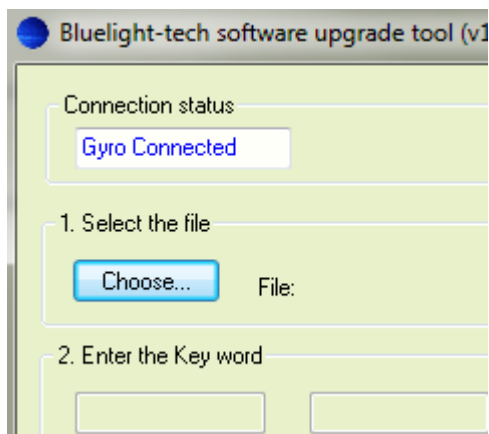 Bluelight-tech software upgrade tool (v1
Connection status
Gyro Connected
1. Select the file
Choose... File:
2. Enter the Key word